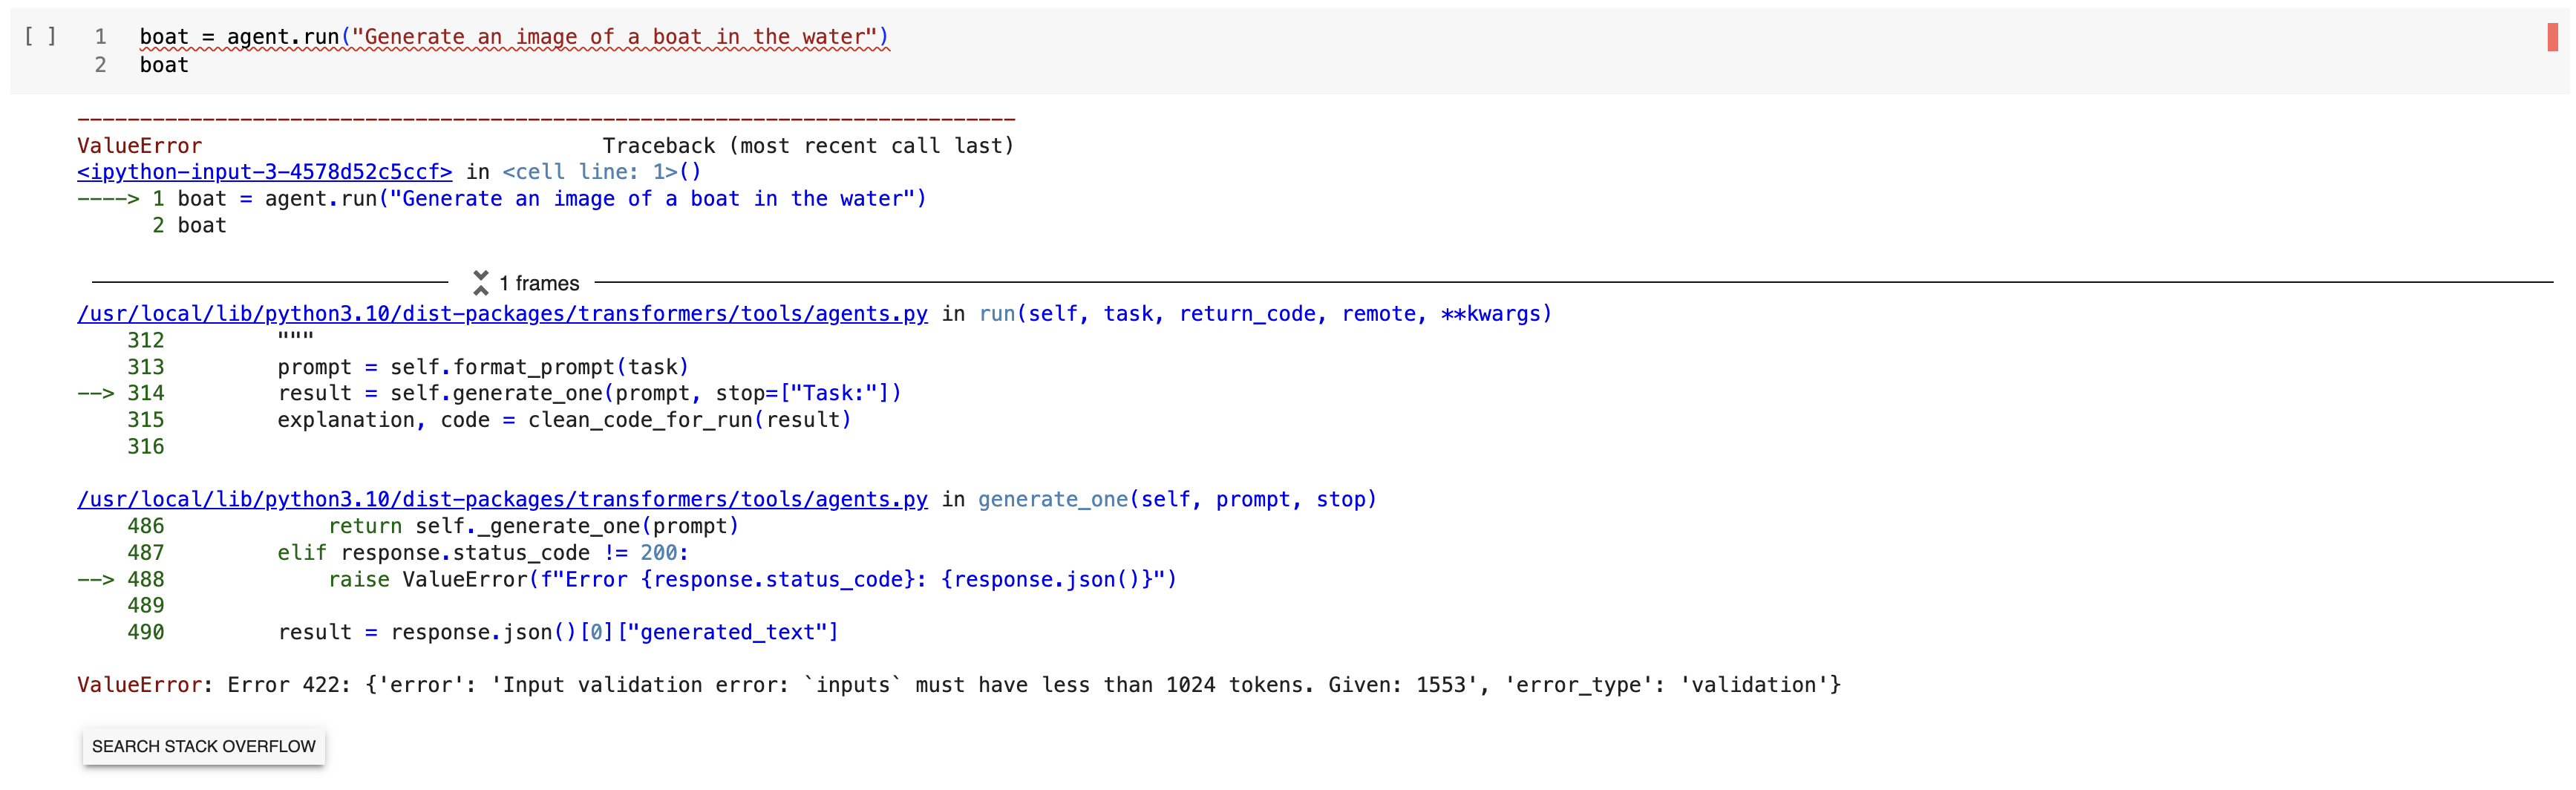 [ ] 1 boat = agent.run("Generate an image of a boat in the water")
2 boat
---------------------------------------------------------------------------
ValueError                                Traceback (most recent call last)
<ipython-input-3-4578d52c5ccf> in <cell line: 1>()
----> 1 boat = agent.run("Generate an image of a boat in the water")
      2 boat
1 frames
/usr/local/lib/python3.10/dist-packages/transformers/tools/agents.py in run(self, task, return_code, remote, **kwargs)
    312         """
    313         prompt = self.format_prompt(task)
--> 314         result = self.generate_one(prompt, stop=["Task:"])
    315         explanation, code = clean_code_for_run(result)
    316
/usr/local/lib/python3.10/dist-packages/transformers/tools/agents.py in generate_one(self, prompt, stop)
    486             return self._generate_one(prompt)
    487         elif response.status_code != 200:
--> 488             raise ValueError(f"Error {response.status_code}: {response.json()}")
    489
    490         result = response.json()[0]["generated_text"]
ValueError: Error 422: {'error': 'Input validation error: `inputs` must have less than 1024 tokens. Given: 1553', 'error_type': 'validation'}
SEARCH STACK OVERFLOW